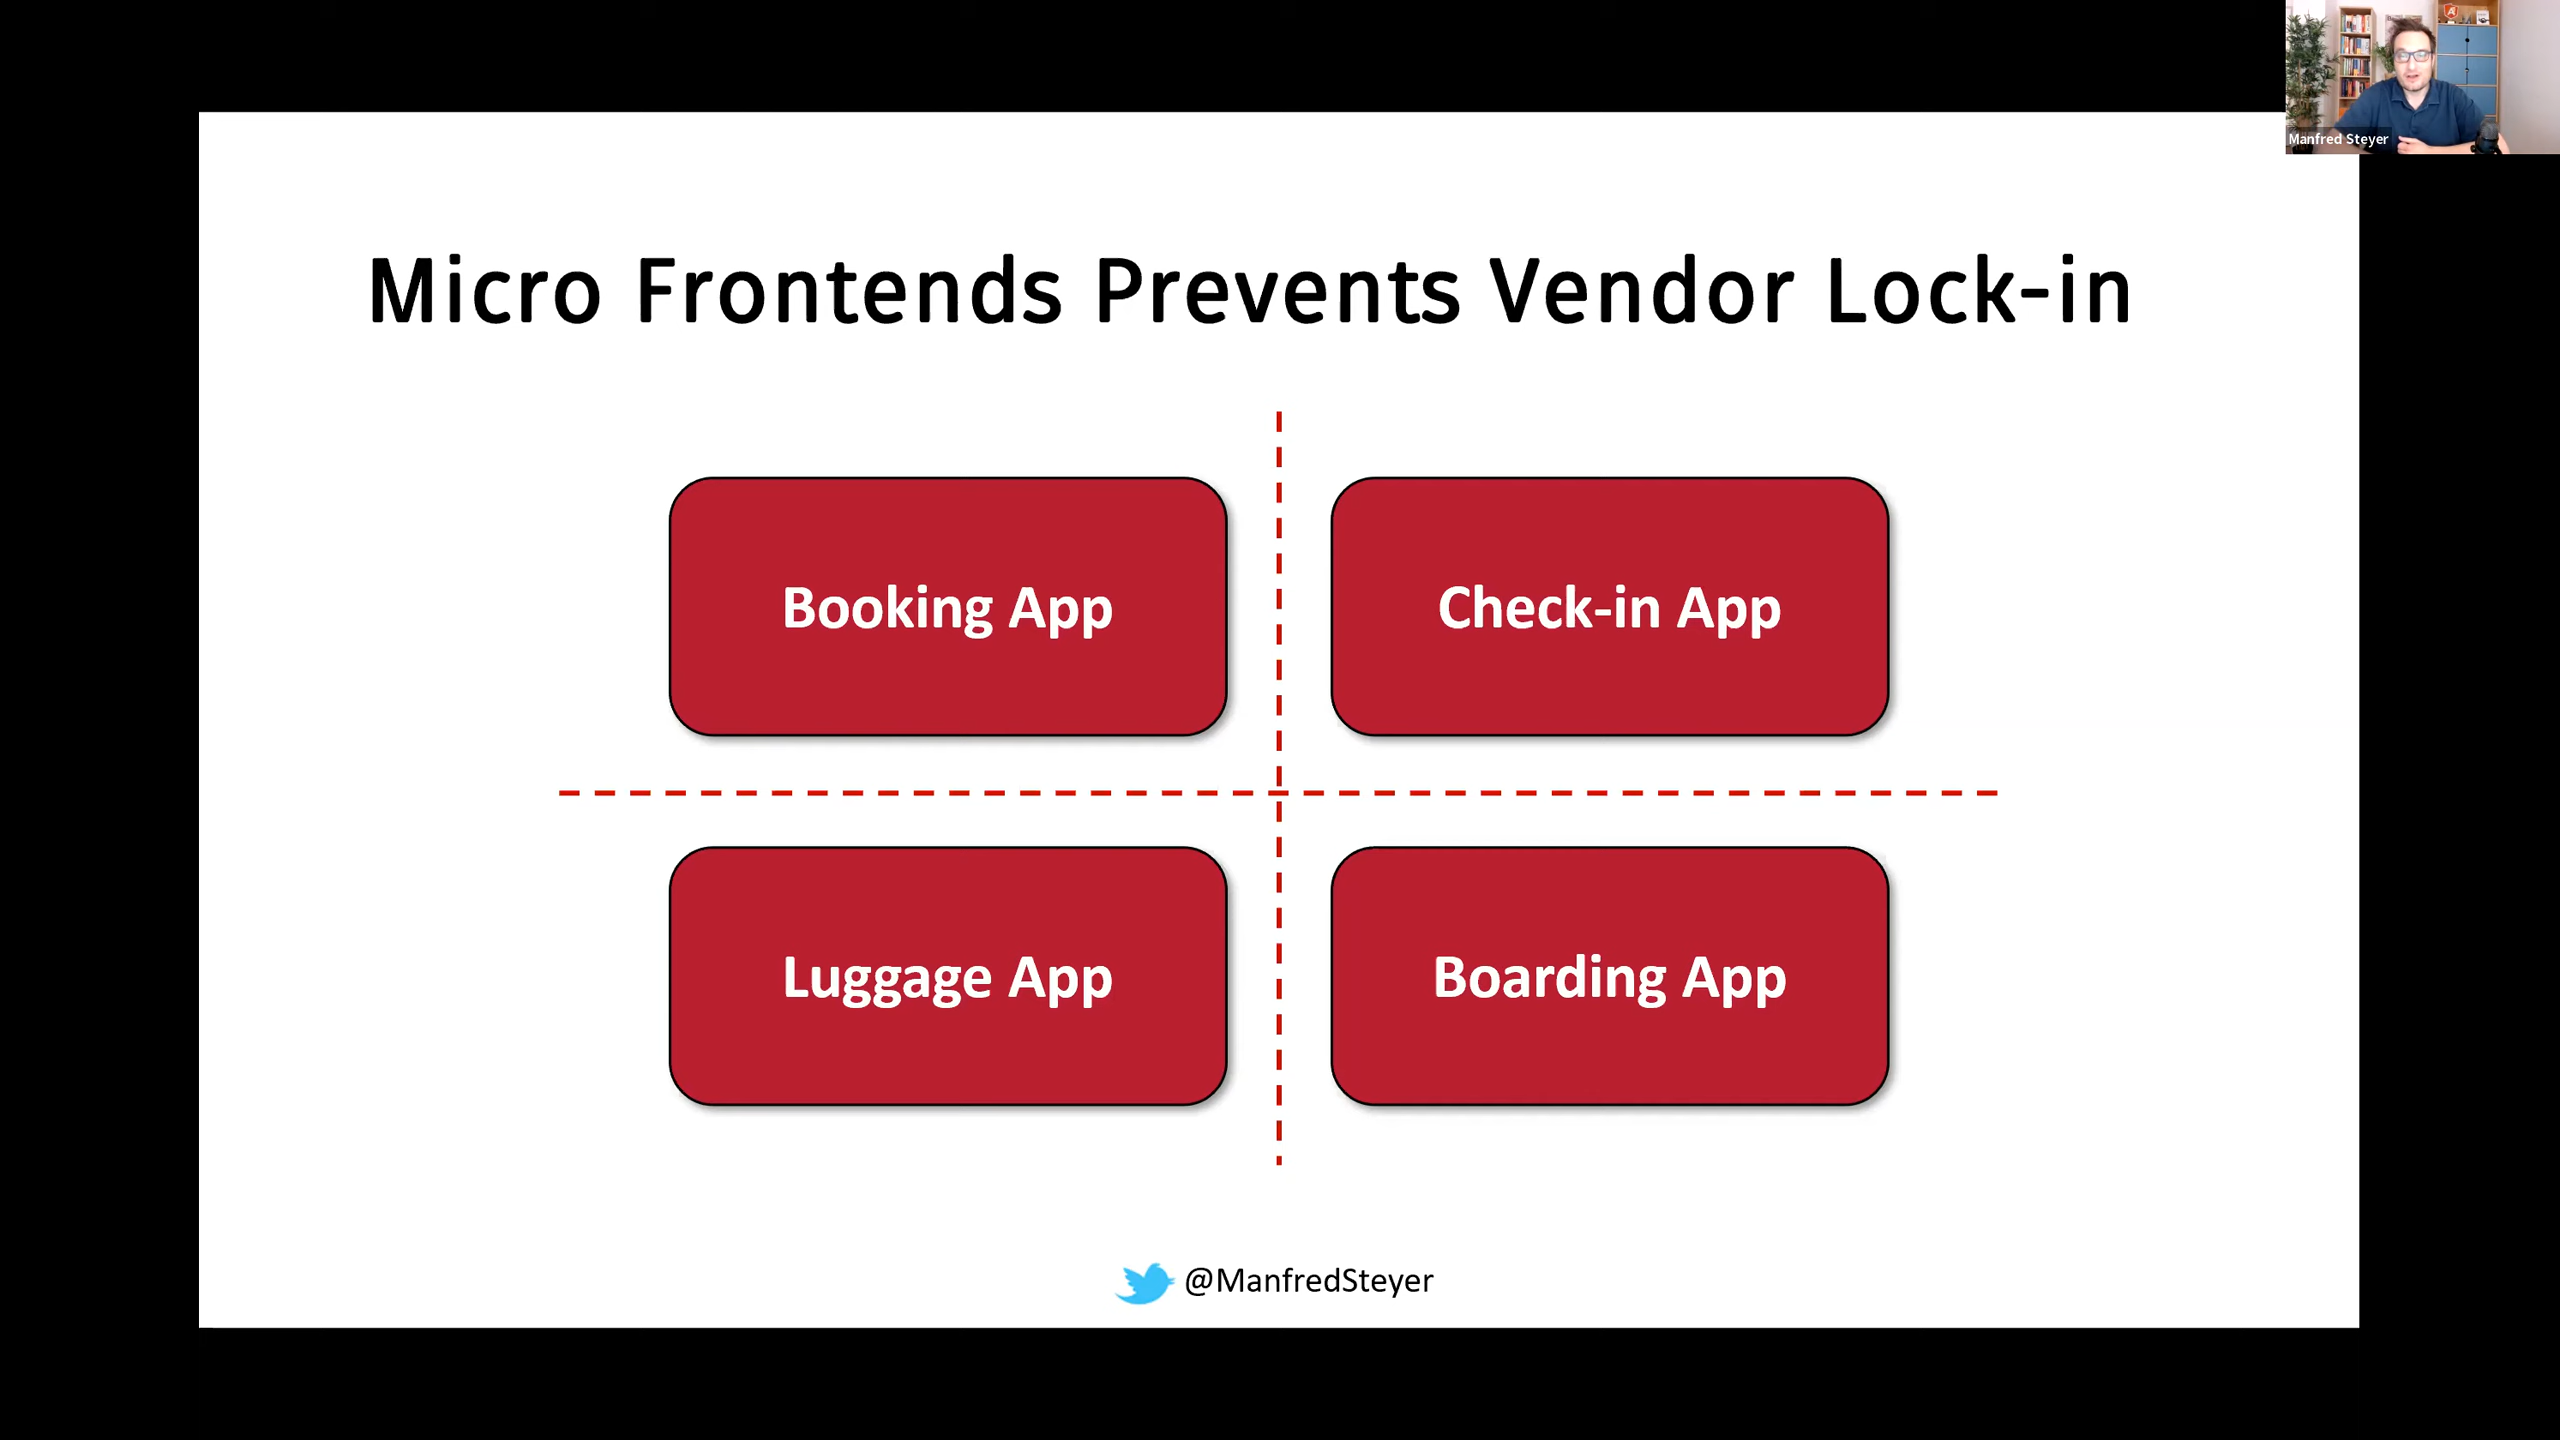 Manfred Steyer
Micro Frontends Prevents Vendor Lock-in
Booking App
Check-in App
Luggage App
Boarding App
@ManfredSteyer